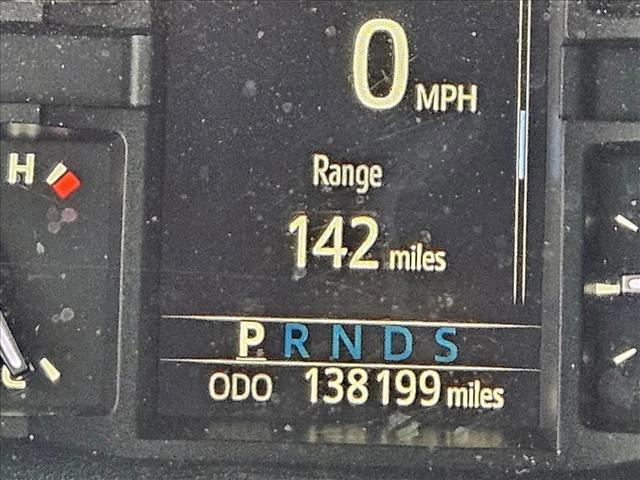 0 MPH
Range
H
142 miles
P R N D S
C
ODO 138199 miles